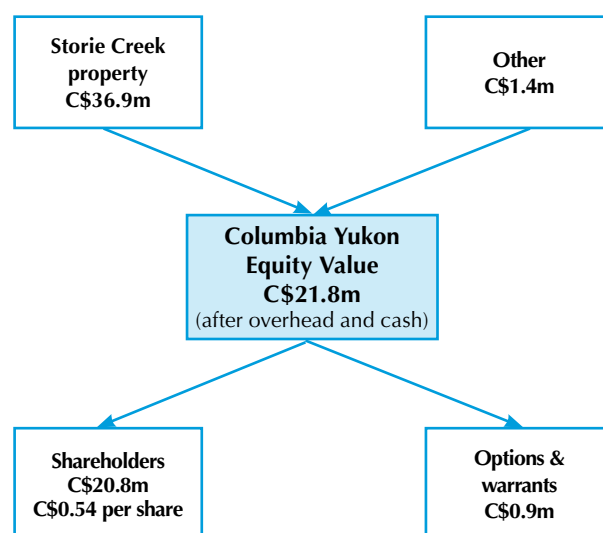 Storie Creek
property
C$36.9m
Other
C$1.4m
Columbia Yukon
Equity Value
C$21.8m
(after overhead and cash)
Shareholders
C$20.8m
C$0.54 per share
Options &
warrants
C$0.9m